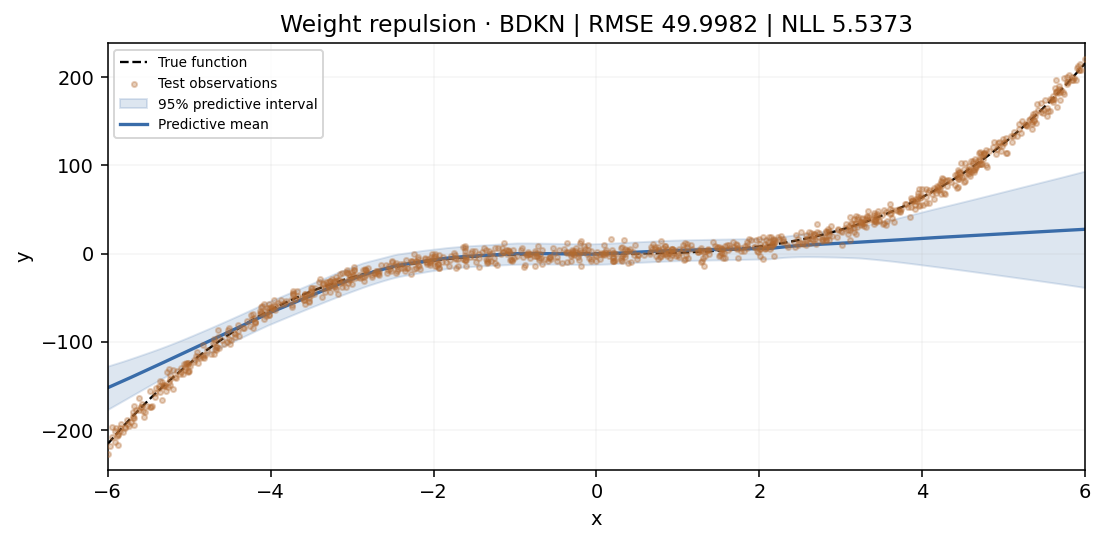 Weight repulsion · BDKN | RMSE 49.9982 | NLL 5.5373
True function
Test observations
95% predictive interval
Predictive mean
200
100
0
−100
−200
y
−6 −4 −2 0 2 4 6
x